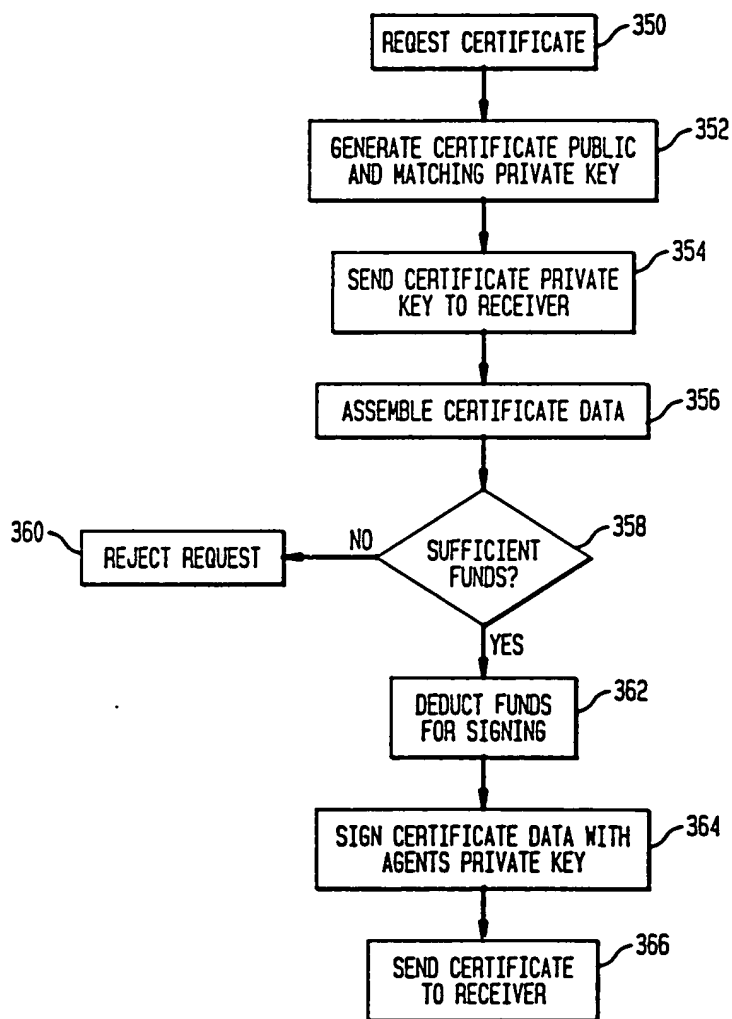 REQEST CERTIFICATE
350
GENERATE CERTIFICATE PUBLIC
AND MATCHING PRIVATE KEY
352
SEND CERTIFICATE PRIVATE
KEY TO RECEIVER
354
ASSEMBLE CERTIFICATE DATA
356
SUFFICIENT
FUNDS?
358
NO
360
REJECT REQUEST
YES
DEDUCT FUNDS
FOR SIGNING
362
SIGN CERTIFICATE DATA WITH
AGENTS PRIVATE KEY
364
SEND CERTIFICATE
TO RECEIVER
366